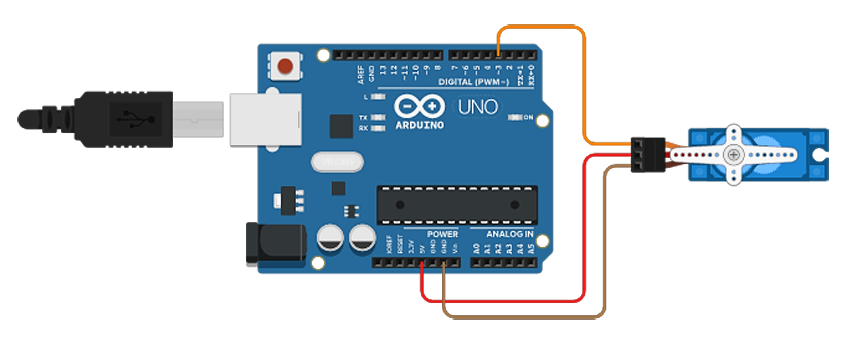 AREF
GND
13
12
~11
~10
~9
8
7
~6
~5
4
~3
2
TX→1
RX←0
DIGITAL (PWM~)
L
TX
RX
ARDUINO
UNO
ON
POWER
ANALOG IN
IOREF
RESET
3.3V
5V
GND
GND
Vin
A0
A1
A2
A3
A4
A5